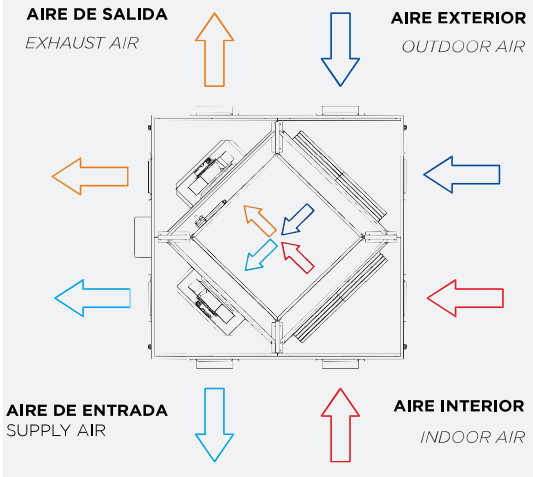 AIRE DE SALIDA
EXHAUST AIR
AIRE EXTERIOR
OUTDOOR AIR
AIRE DE ENTRADA
SUPPLY AIR
AIRE INTERIOR
INDOOR AIR